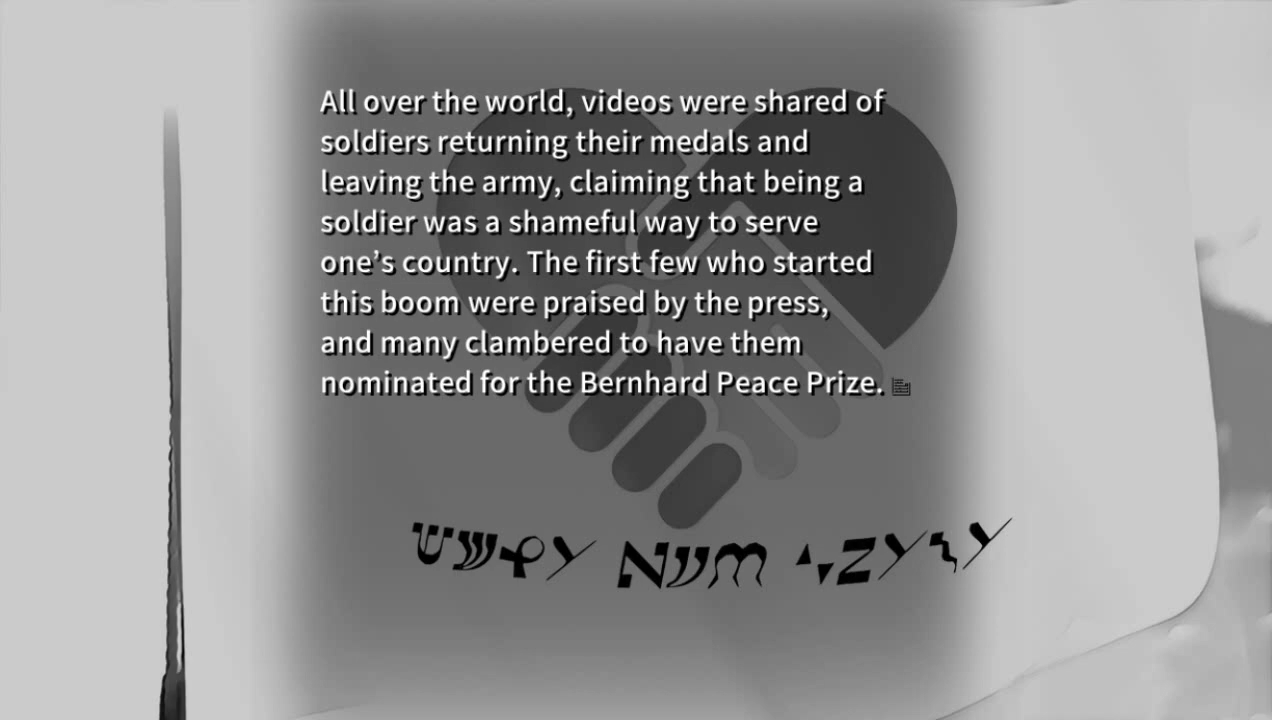 All over the world, videos were shared of
soldiers returning their medals and
leaving the army, claiming that being a
soldier was a shameful way to serve
one’s country. The first few who started
this boom were praised by the press,
and many clambered to have them
nominated for the Bernhard Peace Prize.